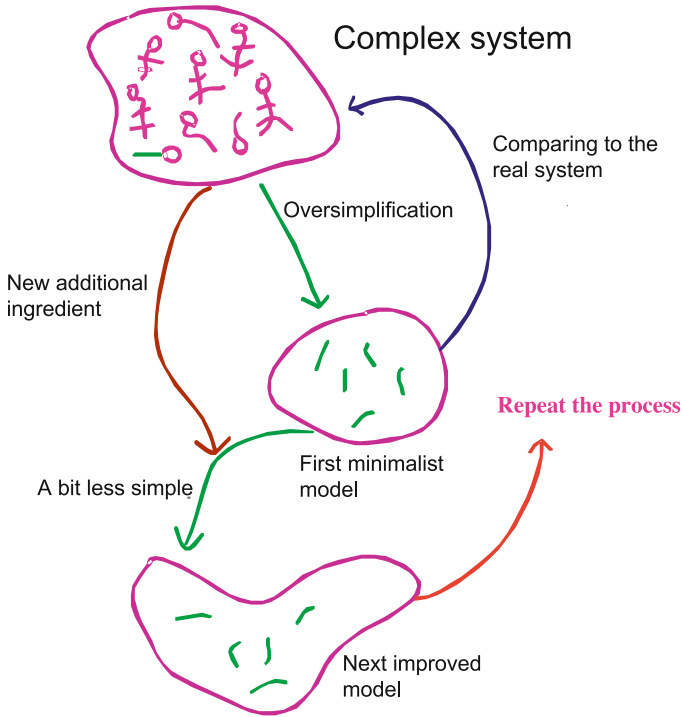 Complex system
Comparing to the
real system
Oversimplification
New additional
ingredient
Repeat the process
First minimalist
model
A bit less simple
Next improved
model